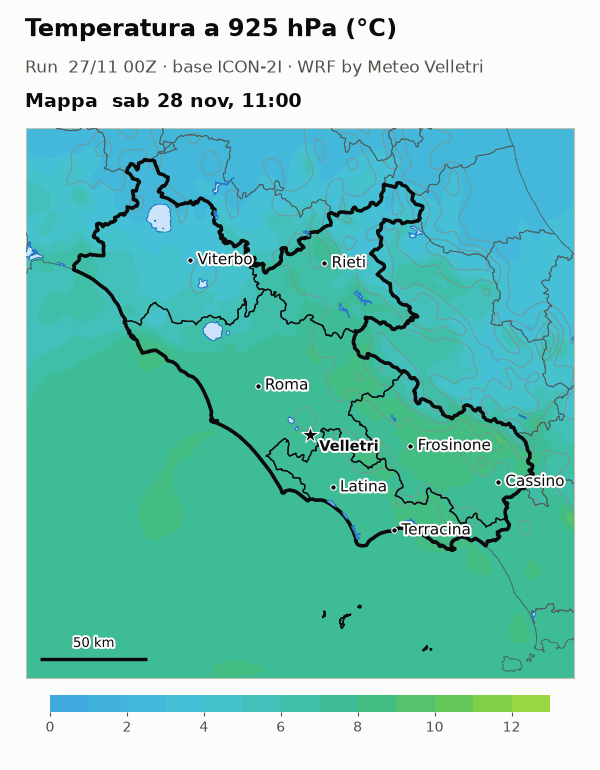 Temperatura a 925 hPa (°C)
Run  27/11 00Z · base ICON-2I · WRF by Meteo Velletri
Mappa  sab 28 nov, 11:00
Viterbo
Rieti
Roma
Velletri
Frosinone
Latina
Cassino
Terracina
50 km
0 2 4 6 8 10 12